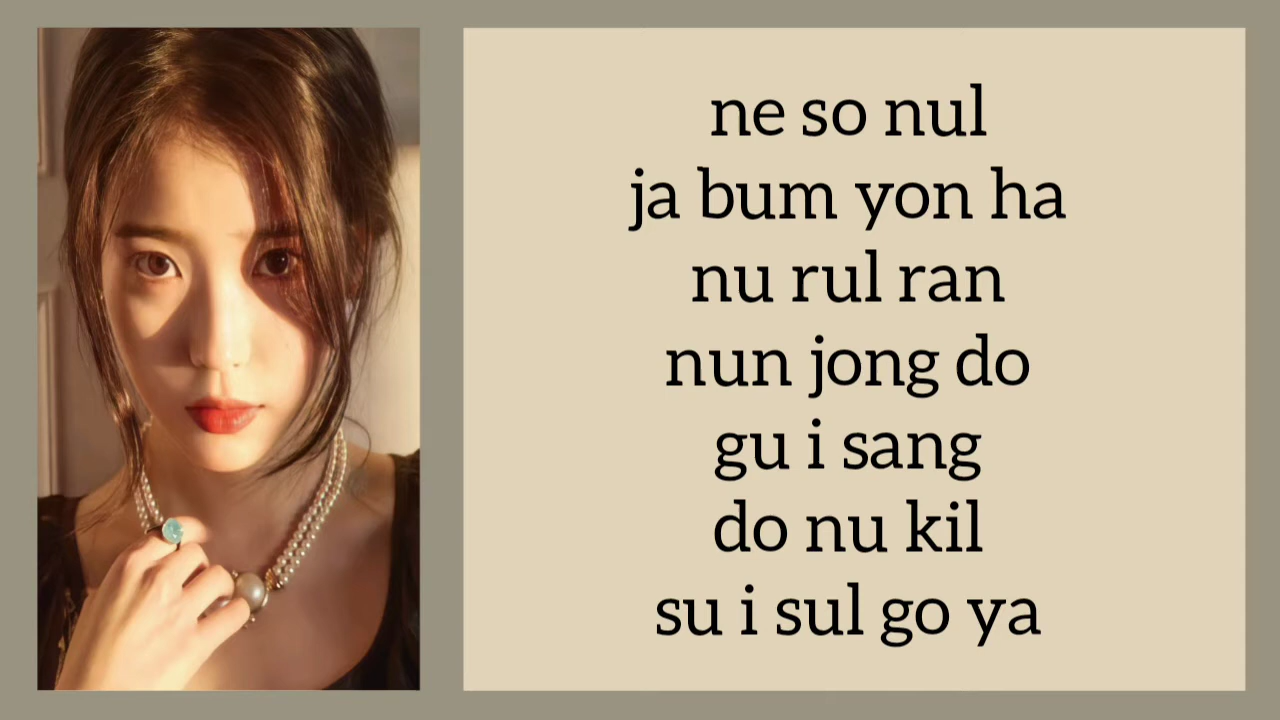 ne so nul
ja bum yon ha
nu rul ran
nun jong do
gu i sang
do nu kil
su i sul go ya